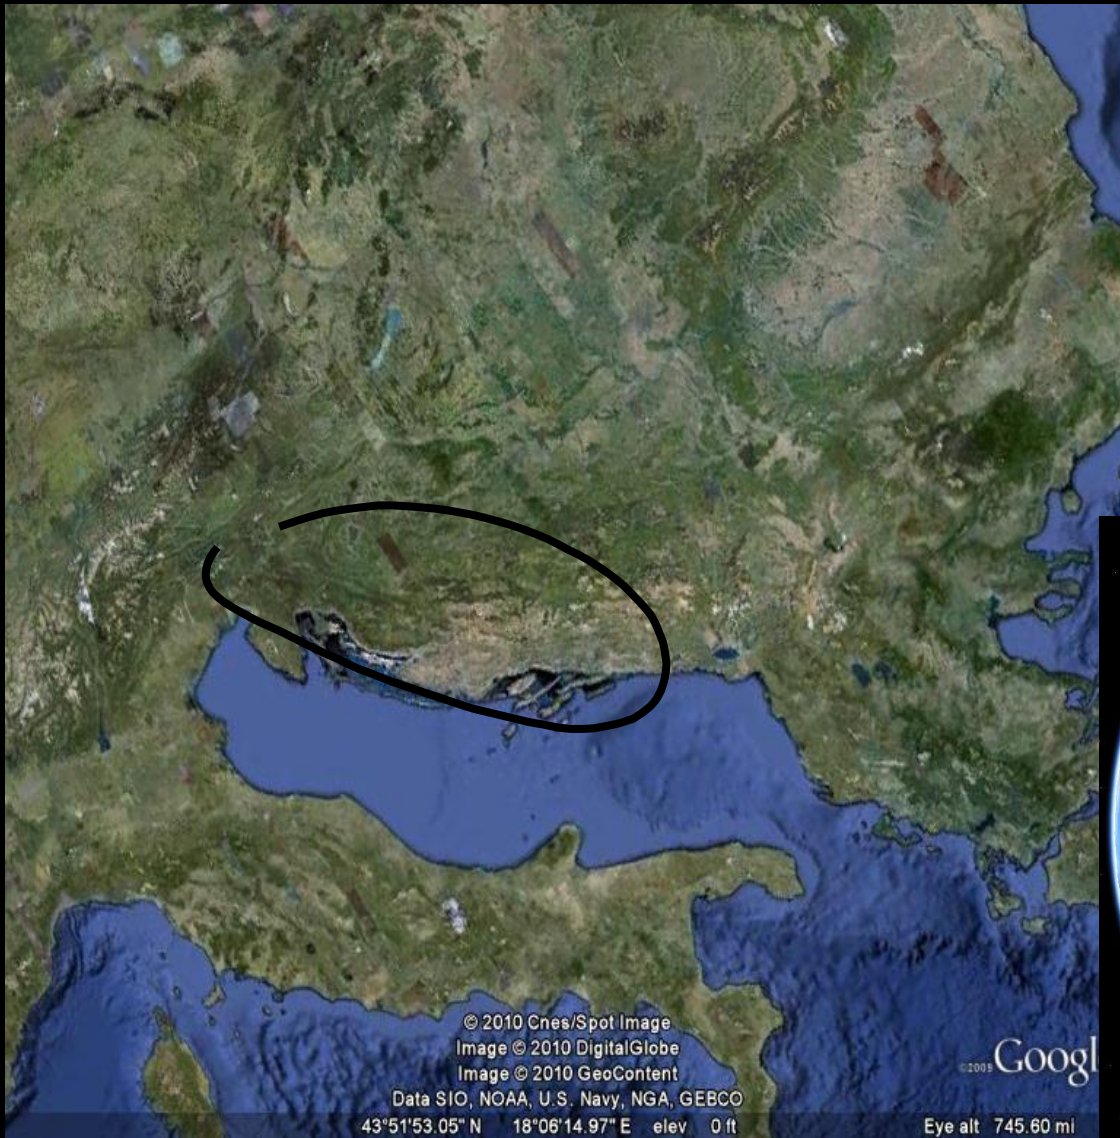 © 2010 Cnes/Spot Image
Image © 2010 DigitalGlobe
Image © 2010 GeoContent
Data SIO, NOAA, U.S. Navy, NGA, GEBCO
©2009 Googl
43°51'53.05" N 18°06'14.97" E elev 0 ft Eye alt 745.60 mi